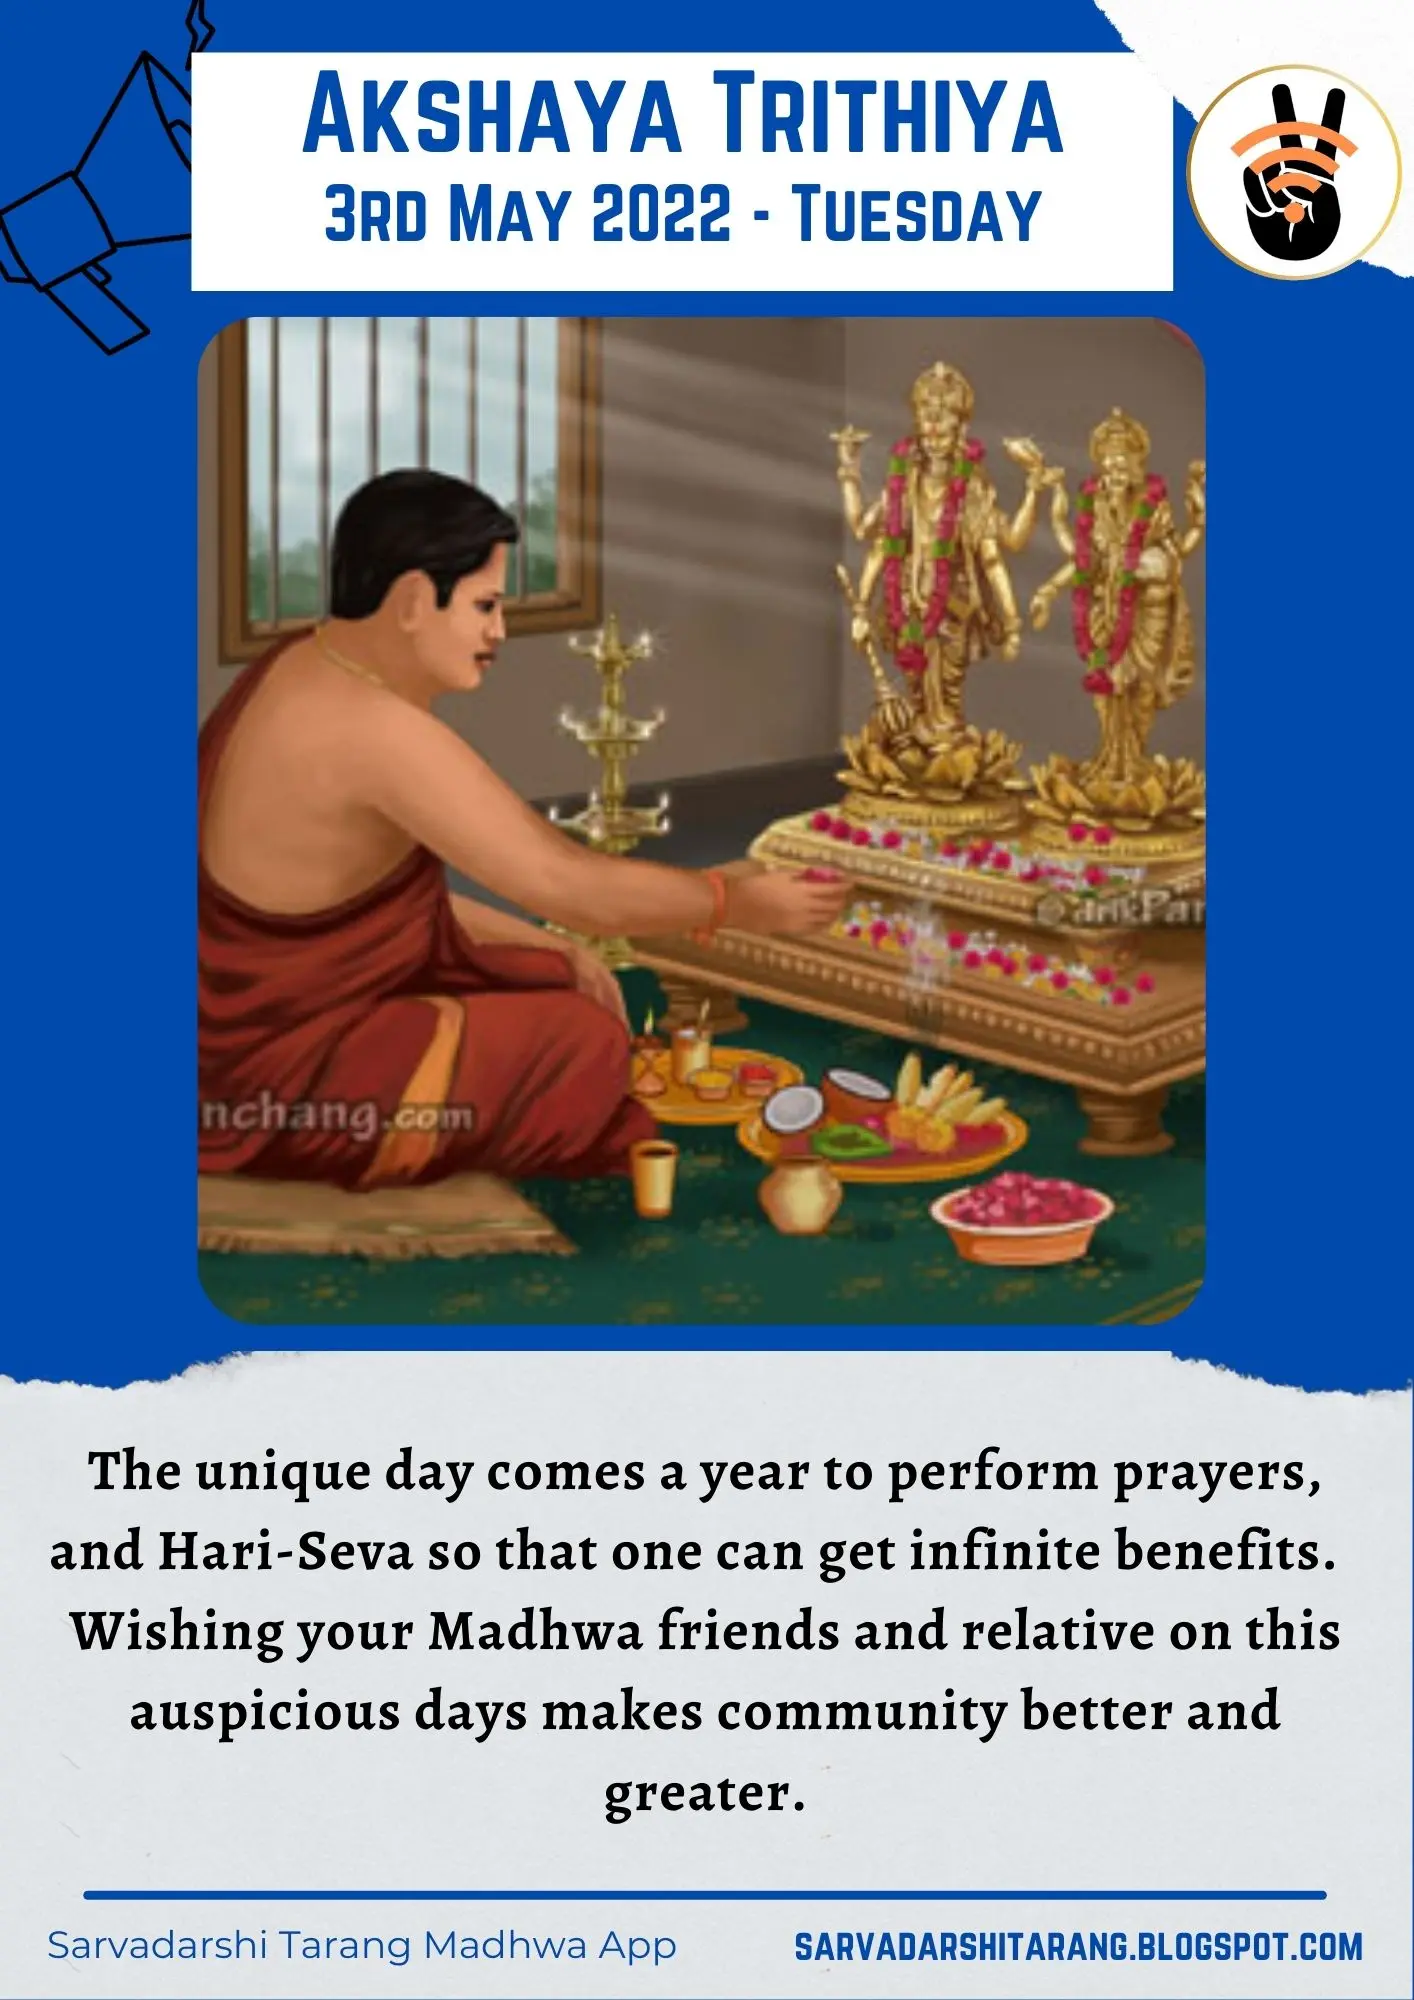 Akshaya Trithiya
3rd May 2022 - Tuesday
nchang.com
The unique day comes a year to perform prayers,
and Hari-Seva so that one can get infinite benefits.
Wishing your Madhwa friends and relative on this
auspicious days makes community better and
greater.
Sarvadarshi Tarang Madhwa App
SARVADARSHITARANG.BLOGSPOT.COM